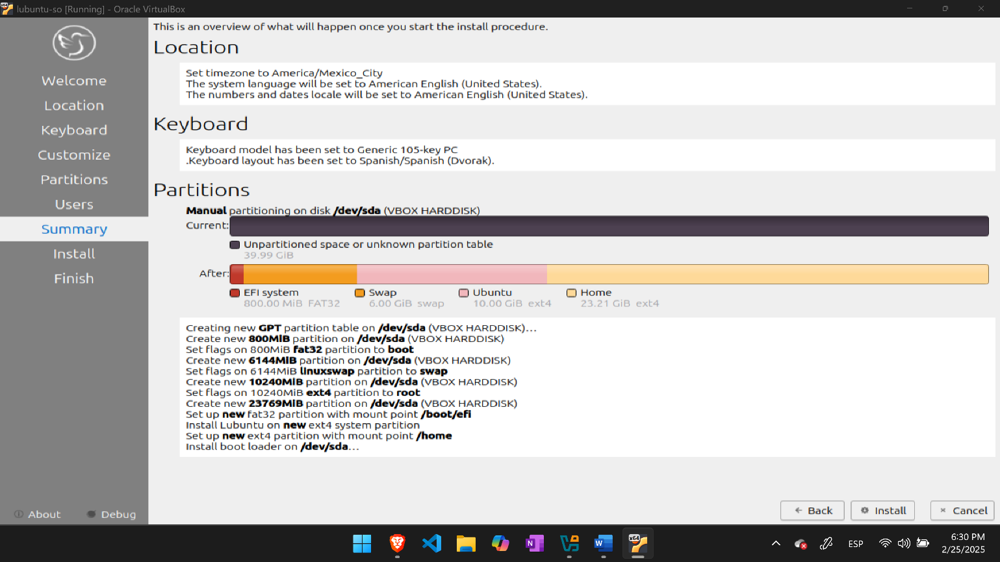 lubuntu-so [Running] - Oracle VirtualBox
Welcome
Location
Keyboard
Customize
Partitions
Users
Summary
Install
Finish
About
Debug
This is an overview of what will happen once you start the install procedure.
Location
Set timezone to America/Mexico_City
The system language will be set to American English (United States).
The numbers and dates locale will be set to American English (United States).
Keyboard
Keyboard model has been set to Generic 105-key PC
.Keyboard layout has been set to Spanish/Spanish (Dvorak).
Partitions
Manual partitioning on disk /dev/sda (VBOX HARDDISK)
Current:
Unpartitioned space or unknown partition table
39.99 GiB
After:
EFI system Swap Ubuntu Home
800.00 MiB FAT32 6.00 GiB swap 10.00 GiB ext4 23.21 GiB ext4
Creating new GPT partition table on /dev/sda (VBOX HARDDISK)…
Create new 800MiB partition on /dev/sda (VBOX HARDDISK)
Set flags on 800MiB fat32 partition to boot
Create new 6144MiB partition on /dev/sda (VBOX HARDDISK)
Set flags on 6144MiB linuxswap partition to swap
Create new 10240MiB partition on /dev/sda (VBOX HARDDISK)
Set flags on 10240MiB ext4 partition to root
Create new 23769MiB partition on /dev/sda (VBOX HARDDISK)
Set up new fat32 partition with mount point /boot/efi
Install Lubuntu on new ext4 system partition
Set up new ext4 partition with mount point /home
Install boot loader on /dev/sda…
Back Install Cancel
x64
ESP
6:30 PM
2/25/2025